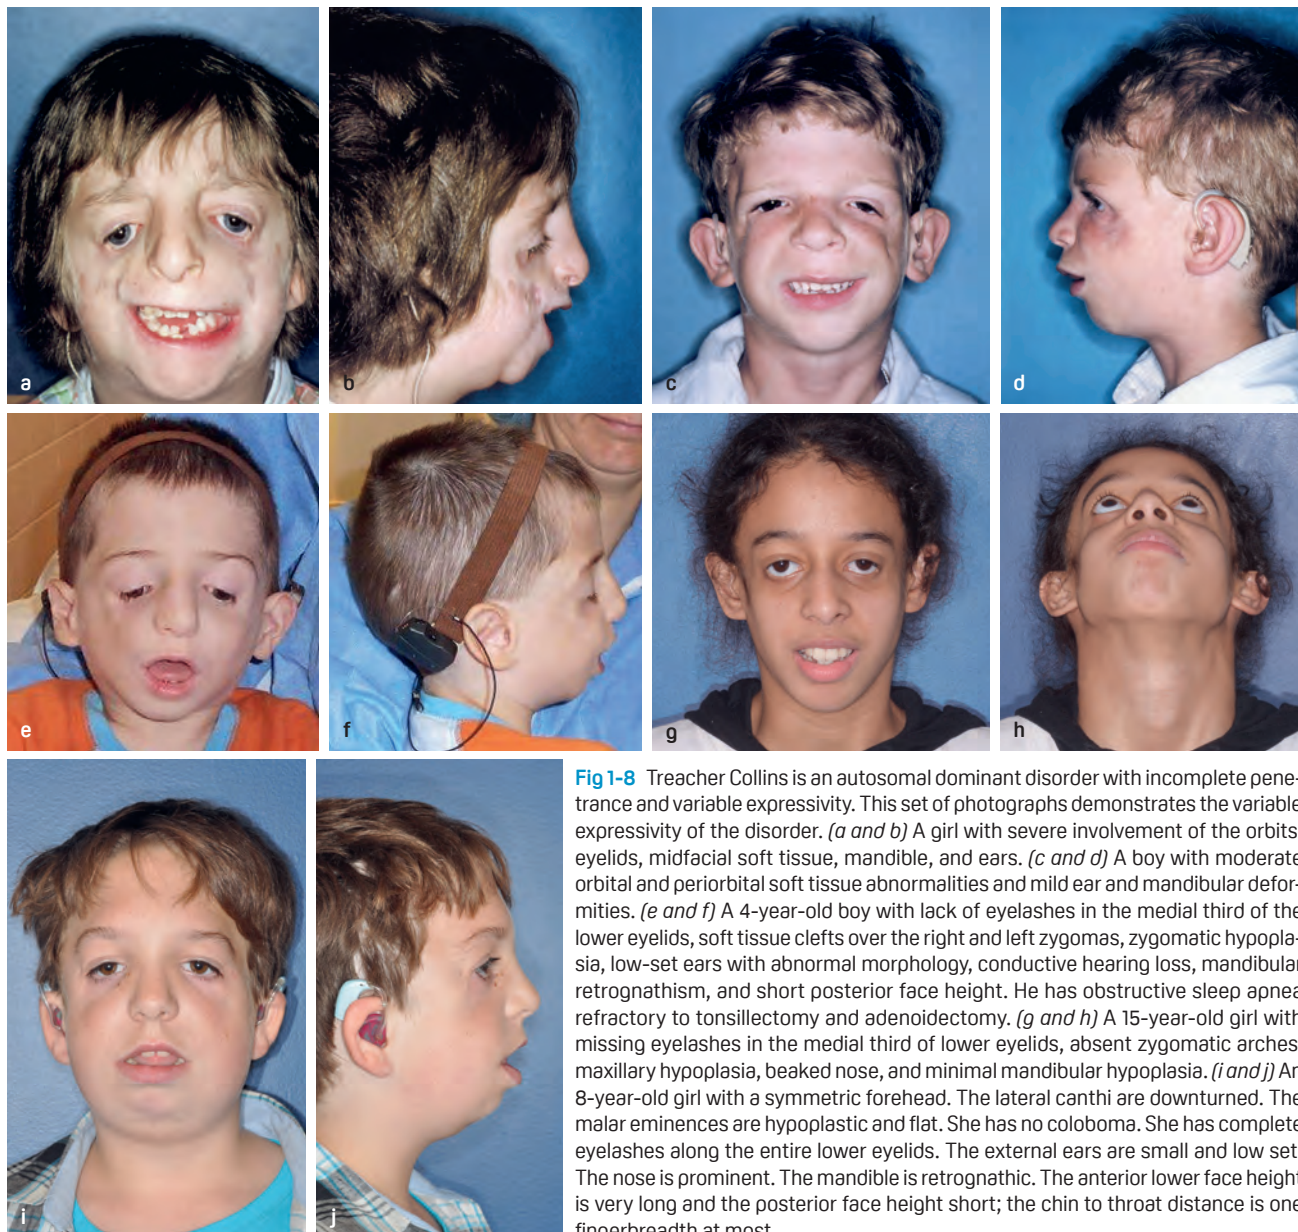 a
b
c
d
e
f
g
h
i
j
Fig 1-8 Treacher Collins is an autosomal dominant disorder with incomplete pene-
trance and variable expressivity. This set of photographs demonstrates the variable
expressivity of the disorder. (a and b) A girl with severe involvement of the orbits
eyelids, midfacial soft tissue, mandible, and ears. (c and d) A boy with moderate
orbital and periorbital soft tissue abnormalities and mild ear and mandibular defor-
mities. (e and f) A 4-year-old boy with lack of eyelashes in the medial third of the
lower eyelids, soft tissue clefts over the right and left zygomas, zygomatic hypopla-
sia, low-set ears with abnormal morphology, conductive hearing loss, mandibular
retrognathism, and short posterior face height. He has obstructive sleep apnea
refractory to tonsillectomy and adenoidectomy. (g and h) A 15-year-old girl with
missing eyelashes in the medial third of lower eyelids, absent zygomatic arches
maxillary hypoplasia, beaked nose, and minimal mandibular hypoplasia. (i and j) An
8-year-old girl with a symmetric forehead. The lateral canthi are downturned. The
malar eminences are hypoplastic and flat. She has no coloboma. She has complete
eyelashes along the entire lower eyelids. The external ears are small and low set
The nose is prominent. The mandible is retrognathic. The anterior lower face height
is very long and the posterior face height short; the chin to throat distance is one
fingerbreadth at most